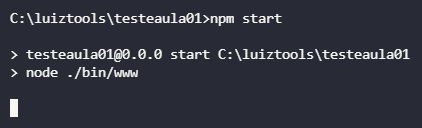 C:\luiztools\testeaula01>npm start
> testeaula01@0.0.0 start C:\luiztools\testeaula01
> node ./bin/www